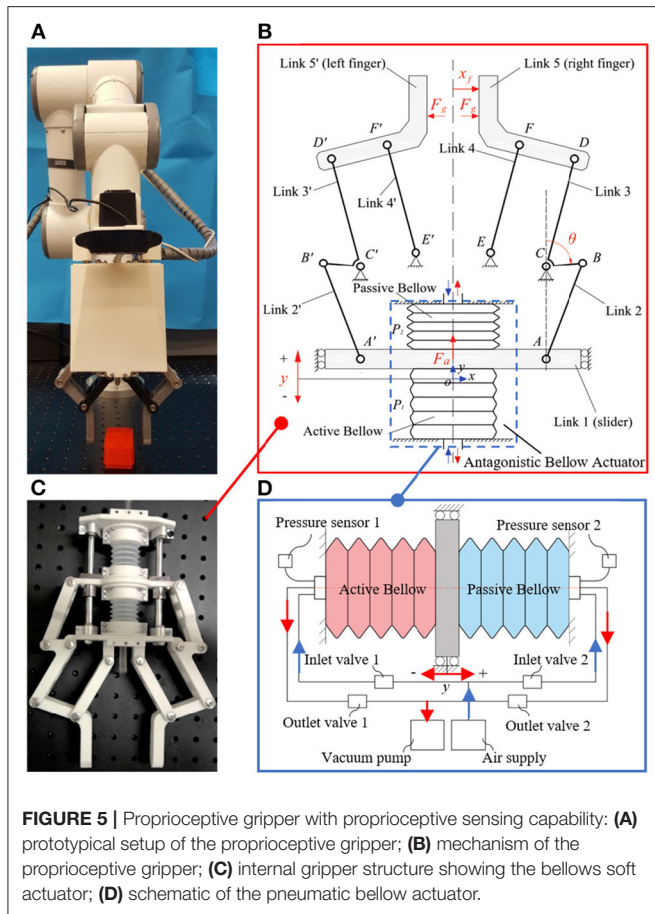 A
B
Link 5' (left finger)
Link 5 (right finger)
x_f
F_g
F_g
F'
F
Link 4
D'
D
Link 3'
Link 3
Link 4'
E'
E
B'
C'
C
θ
B
Passive Bellow
Link 2'
Link 2
P₂
A'
A
F_a
+
y
-
y
o
x
P₁
Link 1 (slider)
Active Bellow
Antagonistic Bellow Actuator
C
D
Pressure sensor 1
Pressure sensor 2
Active Bellow
Passive Bellow
Inlet valve 1
- +
y
Inlet valve 2
Outlet valve 1
Outlet valve 2
Vacuum pump
Air supply
FIGURE 5 | Proprioceptive gripper with proprioceptive sensing capability: (A)
prototypical setup of the proprioceptive gripper; (B) mechanism of the
proprioceptive gripper; (C) internal gripper structure showing the bellows soft
actuator; (D) schematic of the pneumatic bellow actuator.